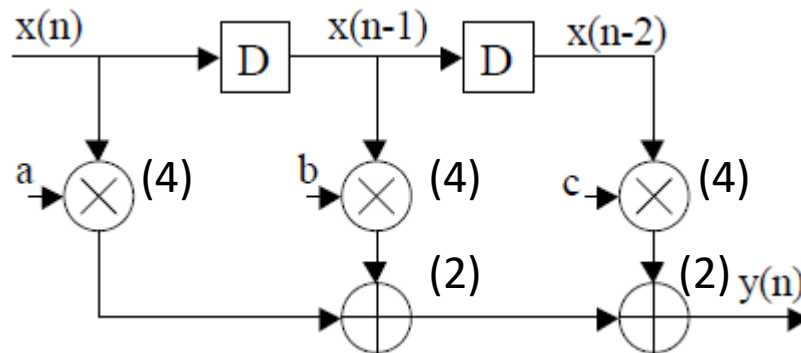 x(n) x(n-1) x(n-2)
D D
a (4) b (4) c (4)
(2) (2) y(n)